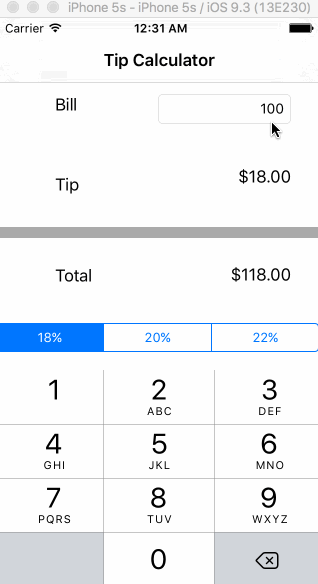 iPhone 5s - iPhone 5s / iOS 9.3 (13E230)
Carrier 12:31 AM
Tip Calculator
Bill 100
Tip $18.00
Total $118.00
18% 20% 22%
1 2 3
ABC DEF
4 5 6
GHI JKL MNO
7 8 9
PQRS TUV WXYZ
0